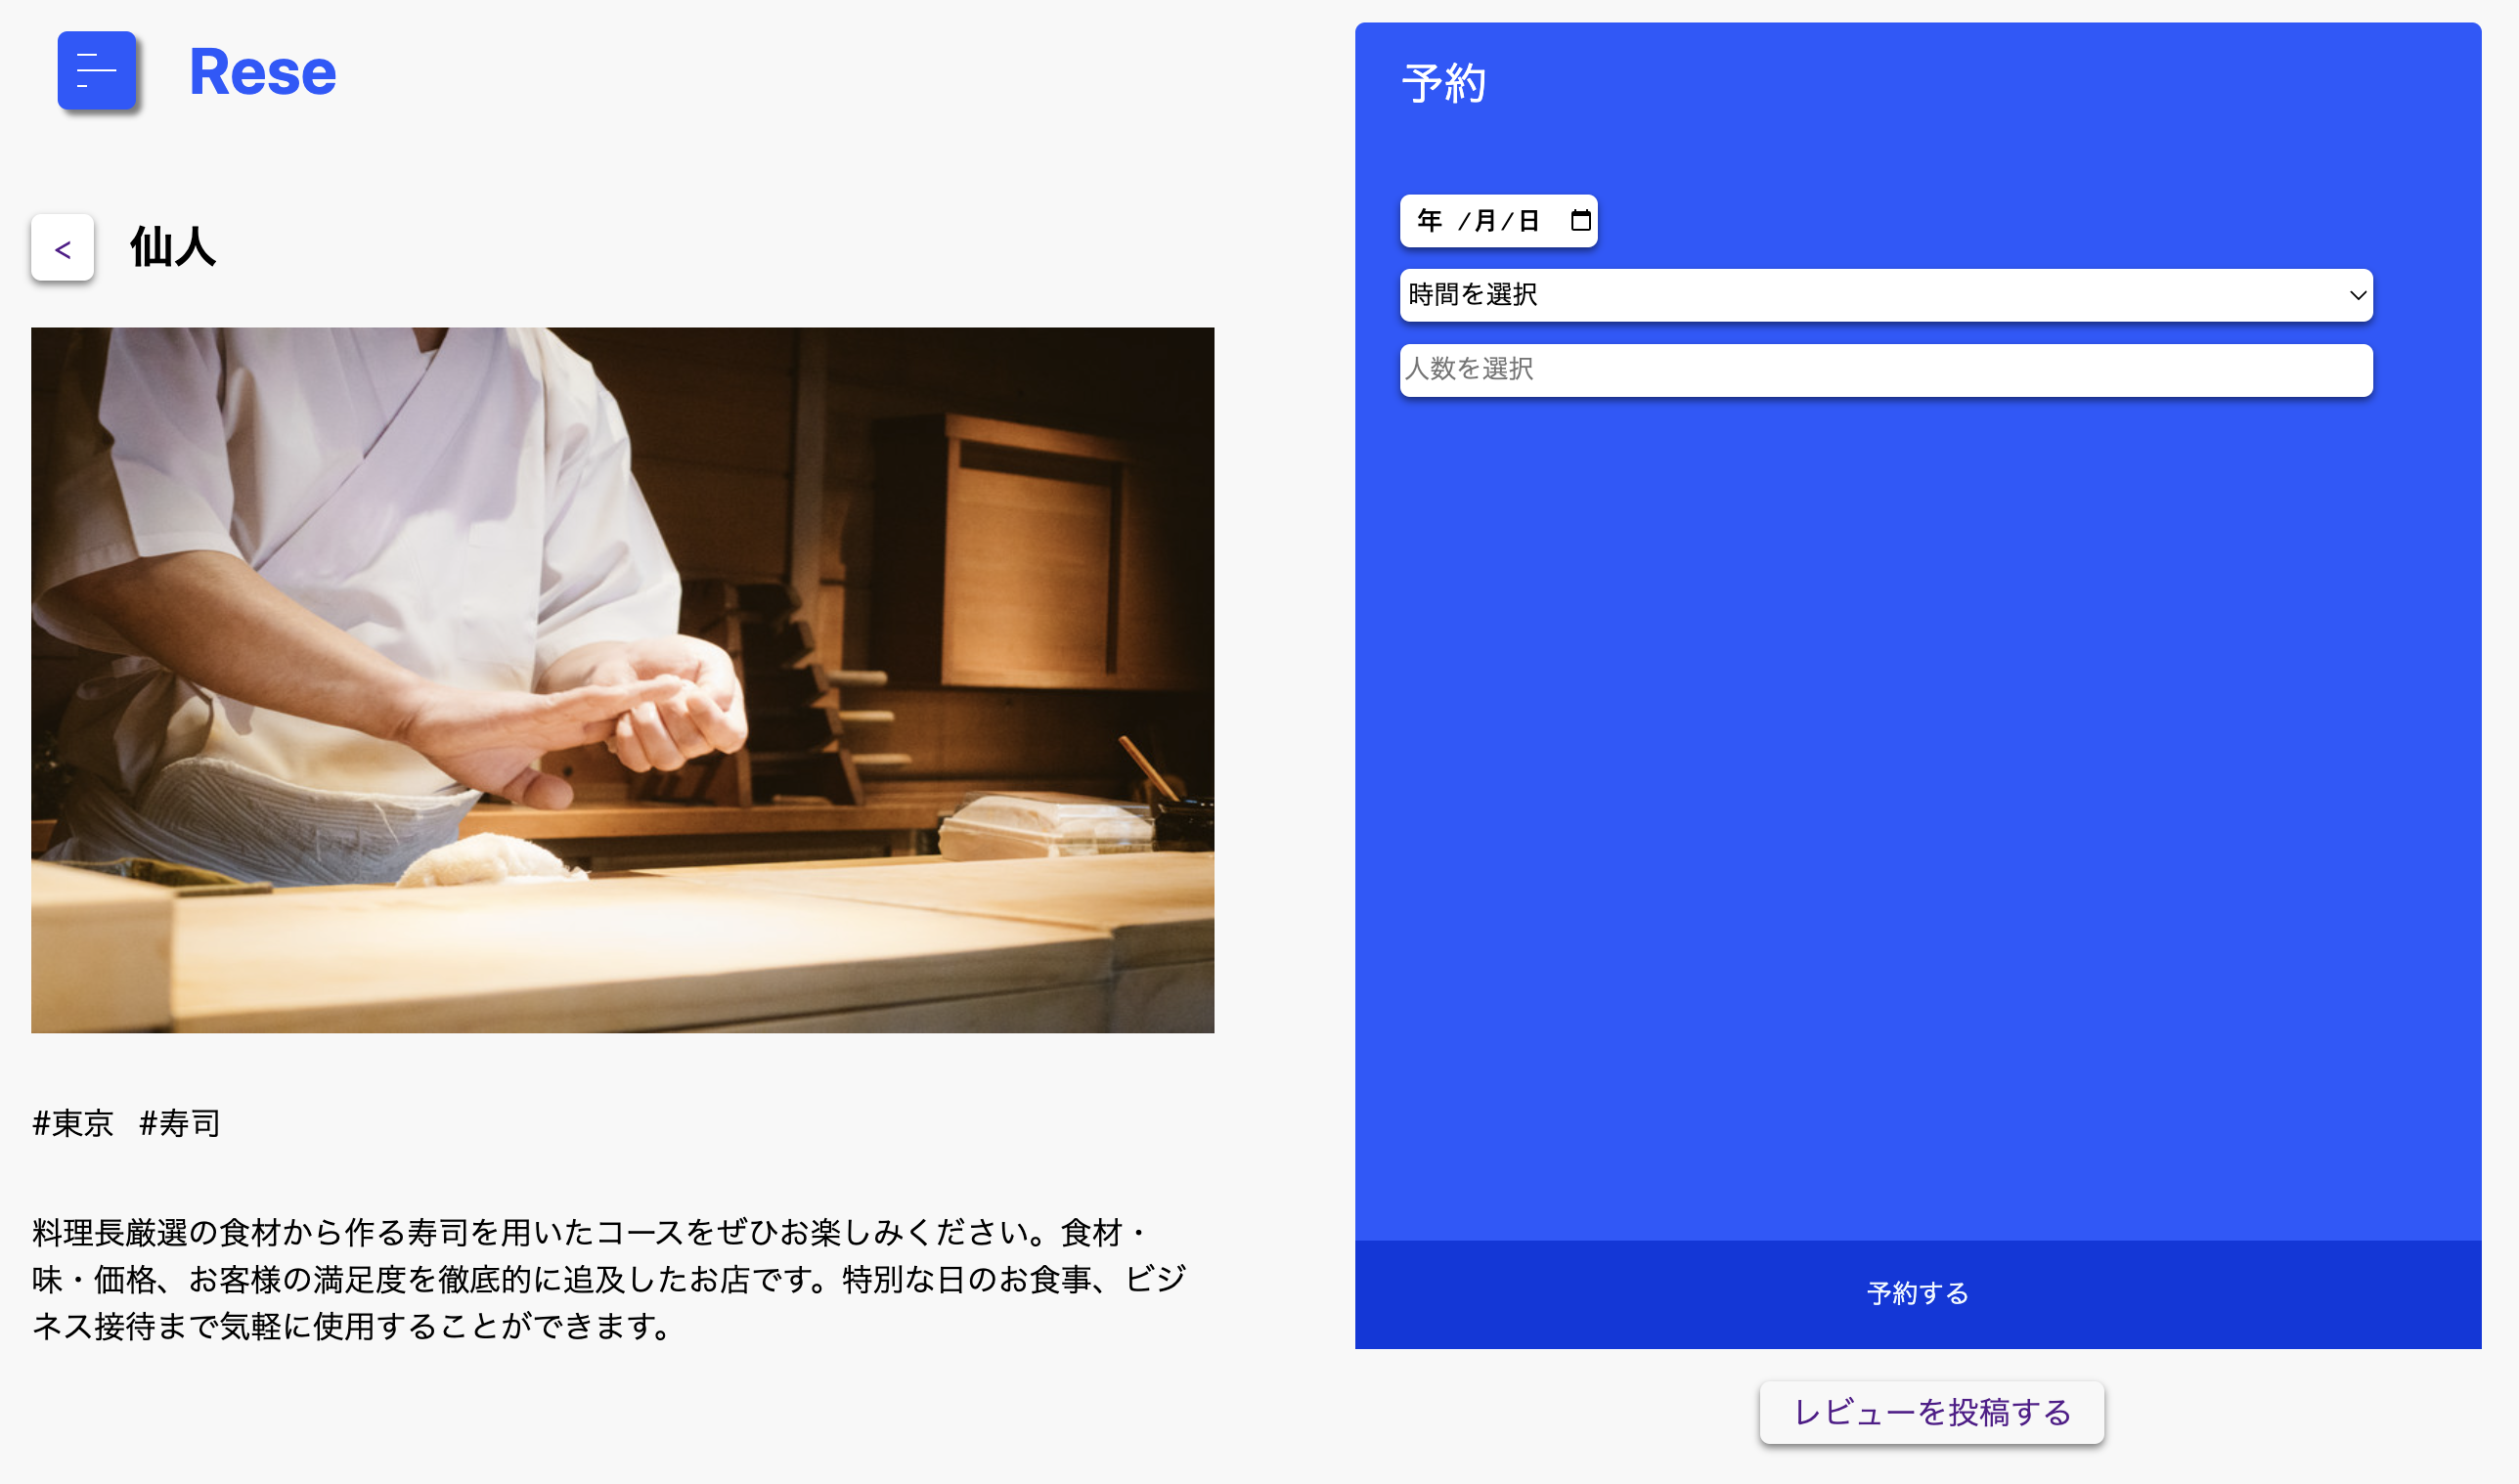 Rese
<
仙人
#東京 #寿司
料理長厳選の食材から作る寿司を用いたコースをぜひお楽しみください。食材・
味・価格、お客様の満足度を徹底的に追及したお店です。特別な日のお食事、ビジ
ネス接待まで気軽に使用することができます。
予約
年 /月/日
時間を選択
人数を選択
予約する
レビューを投稿する